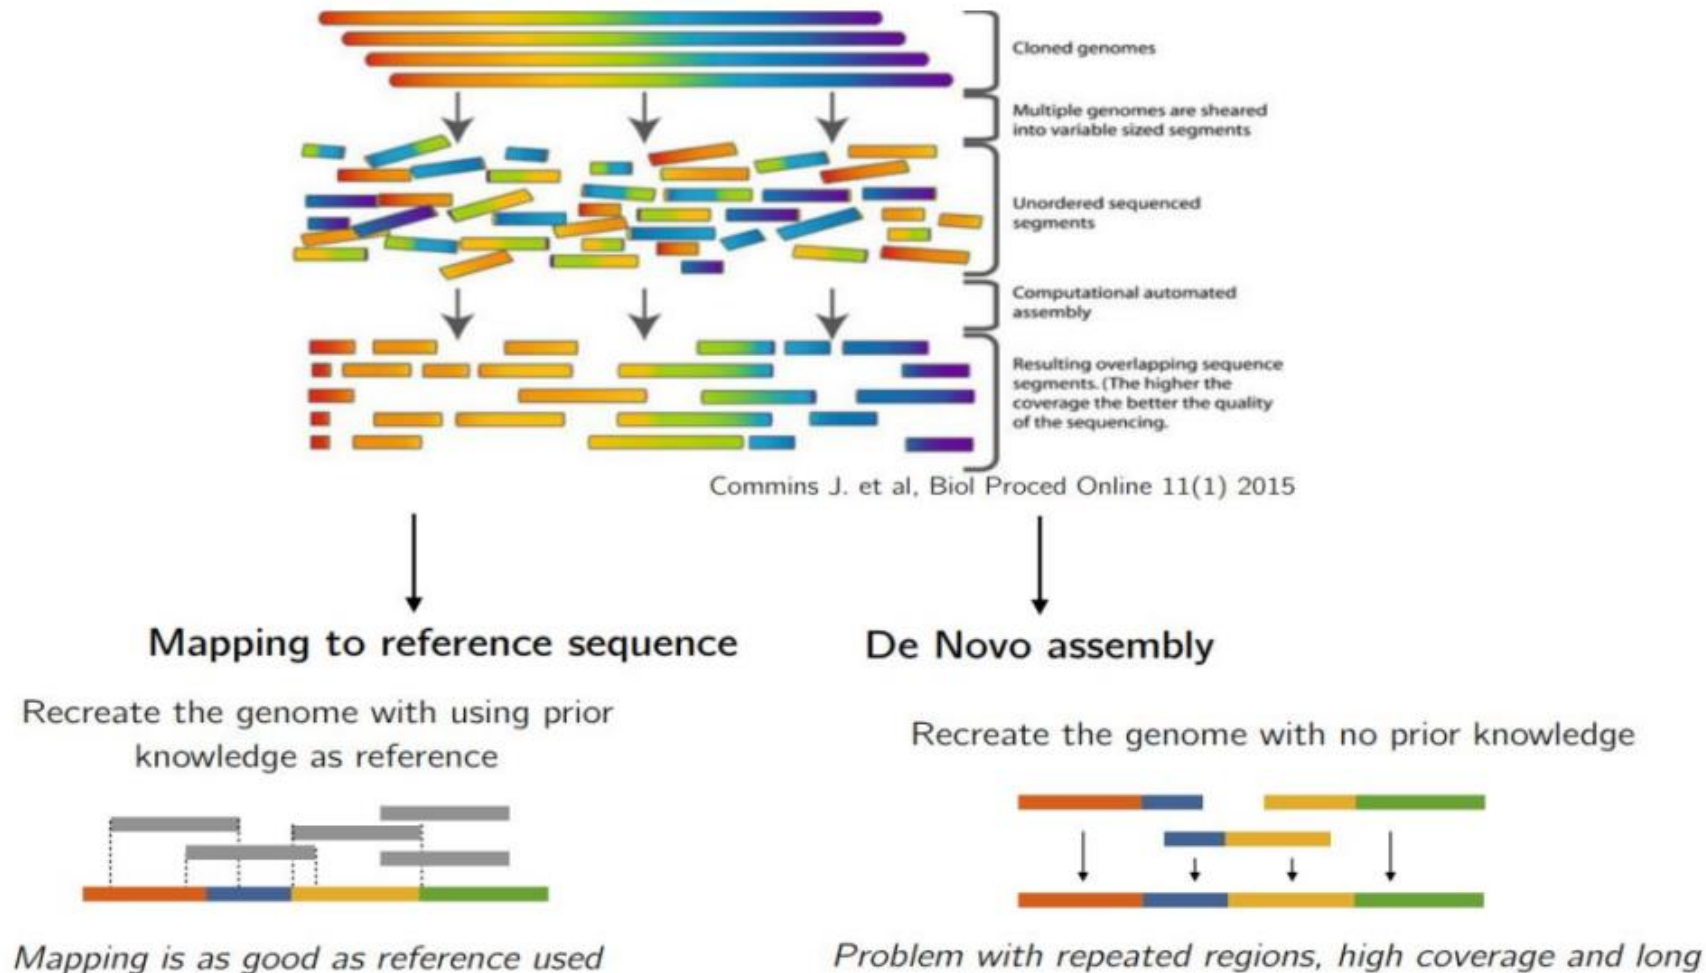 Cloned genomes
Multiple genomes are sheared
into variable sized segments
Unordered sequenced
segments
Computational automated
assembly
Resulting overlapping sequence
segments. (The higher the
coverage the better the quality
of the sequencing.
Commins J. et al, Biol Proced Online 11(1) 2015
Mapping to reference sequence
Recreate the genome with using prior
knowledge as reference
Mapping is as good as reference used
De Novo assembly
Recreate the genome with no prior knowledge
Problem with repeated regions, high coverage and long